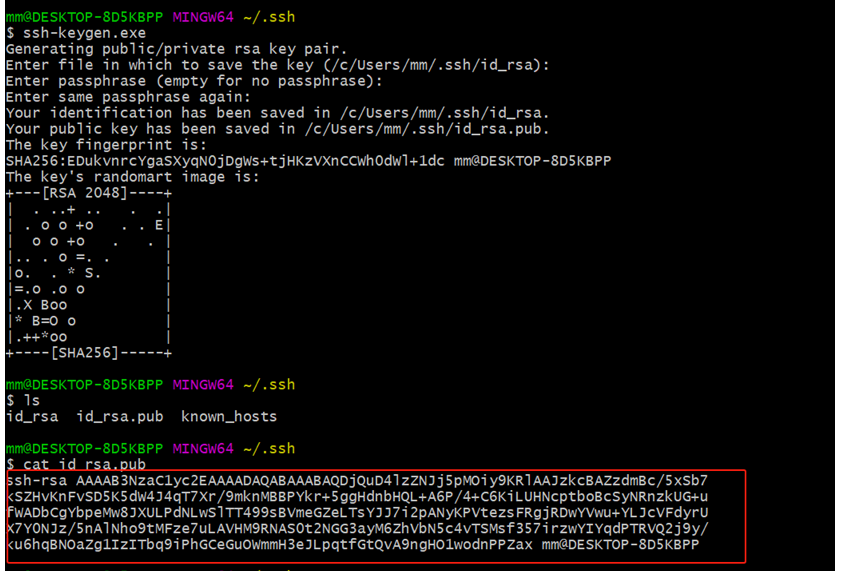 mm@DESKTOP-8D5KBPP MINGW64 ~/.ssh
$ ssh-keygen.exe
Generating public/private rsa key pair.
Enter file in which to save the key (/c/Users/mm/.ssh/id_rsa):
Enter passphrase (empty for no passphrase):
Enter same passphrase again:
Your identification has been saved in /c/Users/mm/.ssh/id_rsa.
Your public key has been saved in /c/Users/mm/.ssh/id_rsa.pub.
The key fingerprint is:
SHA256:EDukvnrcYgaSXyqN0jDgWs+tjHKzVXnCCWh0dWl+1dc mm@DESKTOP-8D5KBPP
The key's randomart image is:
+---[RSA 2048]----+
|  . ..+ ..   .  .|
| . o o +o   . . E|
|  o o +o   .   . |
|.. . o =. .      |
|o.  . * S.       |
|=.o .o o         |
|.X Boo           |
|* B=O o          |
|.++*oo           |
+----[SHA256]-----+
mm@DESKTOP-8D5KBPP MINGW64 ~/.ssh
$ ls
id_rsa  id_rsa.pub  known_hosts
mm@DESKTOP-8D5KBPP MINGW64 ~/.ssh
$ cat id_rsa.pub
ssh-rsa AAAAB3NzaC1yc2EAAAADAQABAAABAQDjQuD4lzZNJj5pMOiy9KRlAAJzkcBAZzdmBc/5xSb7
kSZHvKnFvSD5K5dW4J4qT7Xr/9mknMBBPYkr+5ggHdnbHQL+A6P/4+C6KiLUHNcptboBcSyNRnzkUG+u
fWADbCgYbpeMw8JXULPdNLwSlTT499sBVmeGZeLTsYJJ7i2pANyKPVtezsFRgjRDwYVwu+YLJcVFdyrU
X7Y0NJz/5nAlNho9tMFze7uLAVHM9RNAS0t2NGG3ayM6ZhVbN5c4vTSMsf357irzwYIYqdPTRVQ2j9y/
ku6hqBNOaZg1IzITbq9iPhGCeGuOWmmH3eJLpqtfGtQvA9ngHO1wodnPPZax mm@DESKTOP-8D5KBPP